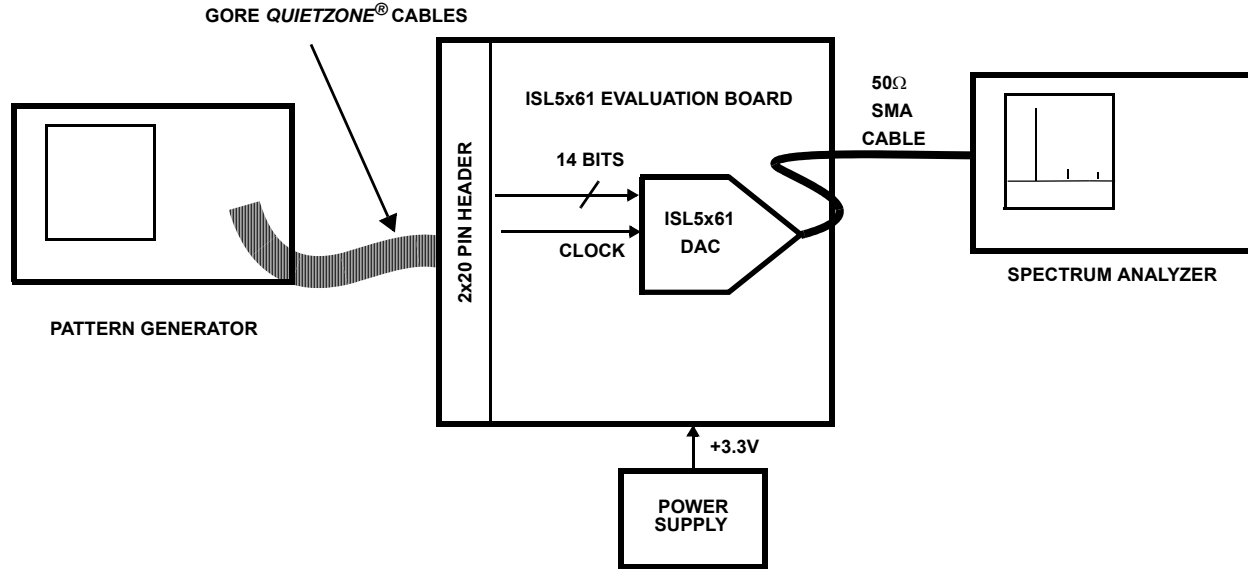 GORE QUIETZONE® CABLES
ISL5x61 EVALUATION BOARD
50Ω
SMA
CABLE
2x20 PIN HEADER
14 BITS
ISL5x61
DAC
CLOCK
SPECTRUM ANALYZER
PATTERN GENERATOR
+3.3V
POWER
SUPPLY